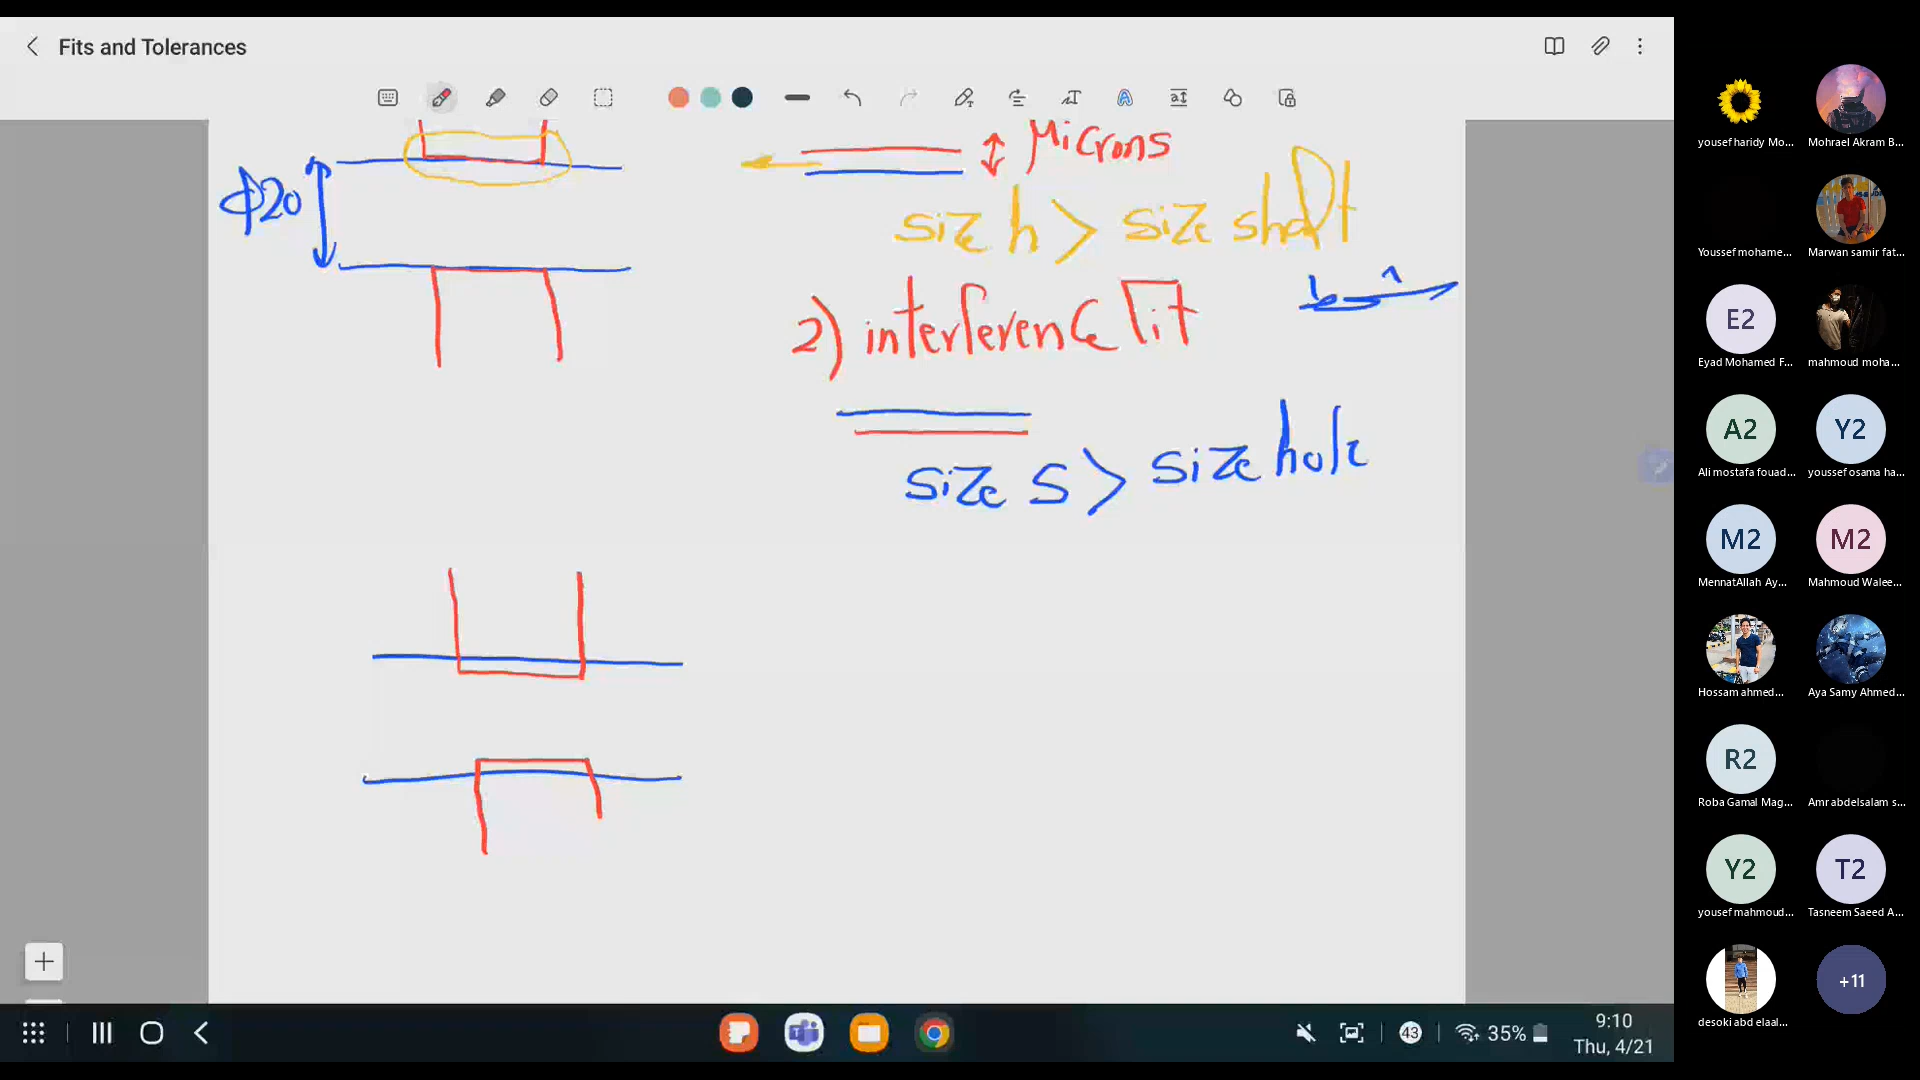 Fits and Tolerances
Microns
ϕ20
size h > size shaft
2) interference fit
size s > size hole
yousef haridy Mo...
Mohrael Akram B...
Youssef mohame...
Marwan samir fat...
E2
Eyad Mohamed F...
mahmoud moha...
A2
Y2
Ali mostafa fouad...
youssef osama ha...
M2
M2
MennatAllah Ay...
Mahmoud Walee...
Hossam ahmed...
Aya Samy Ahmed...
R2
Roba Gamal Mag...
Amr abdelsalam s...
Y2
T2
yousef mahmoud...
Tasneem Saeed A...
+11
desoki abd elaal...
43
35%
9:10
Thu, 4/21